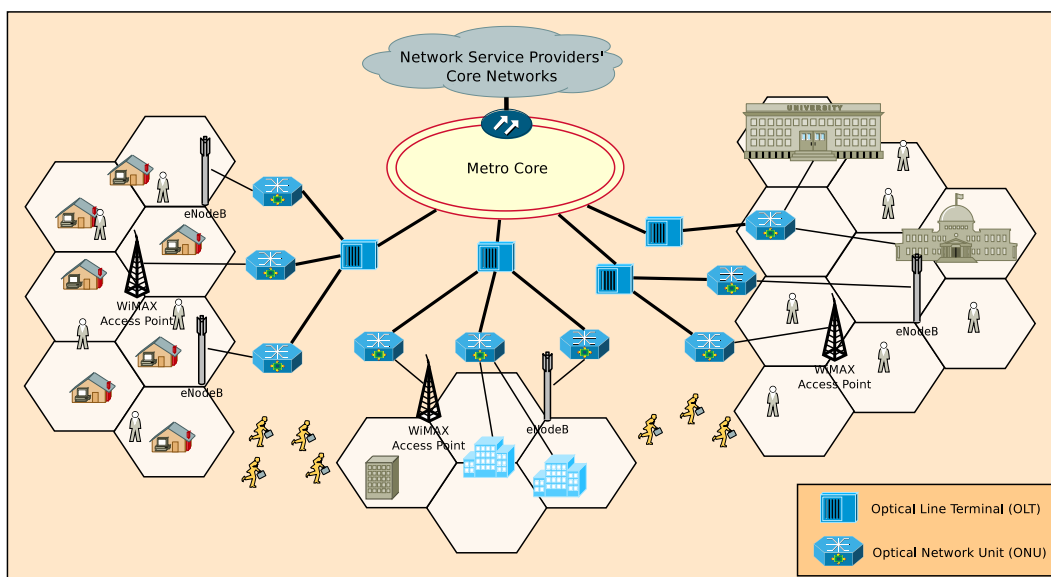 Network Service Providers'
Core Networks
Metro Core
UNIVERSITY
eNodeB
WiMAX
Access Point
eNodeB
WiMAX
Access Point
eNodeB
eNodeB
WiMAX
Access Point
Optical Line Terminal (OLT)
Optical Network Unit (ONU)